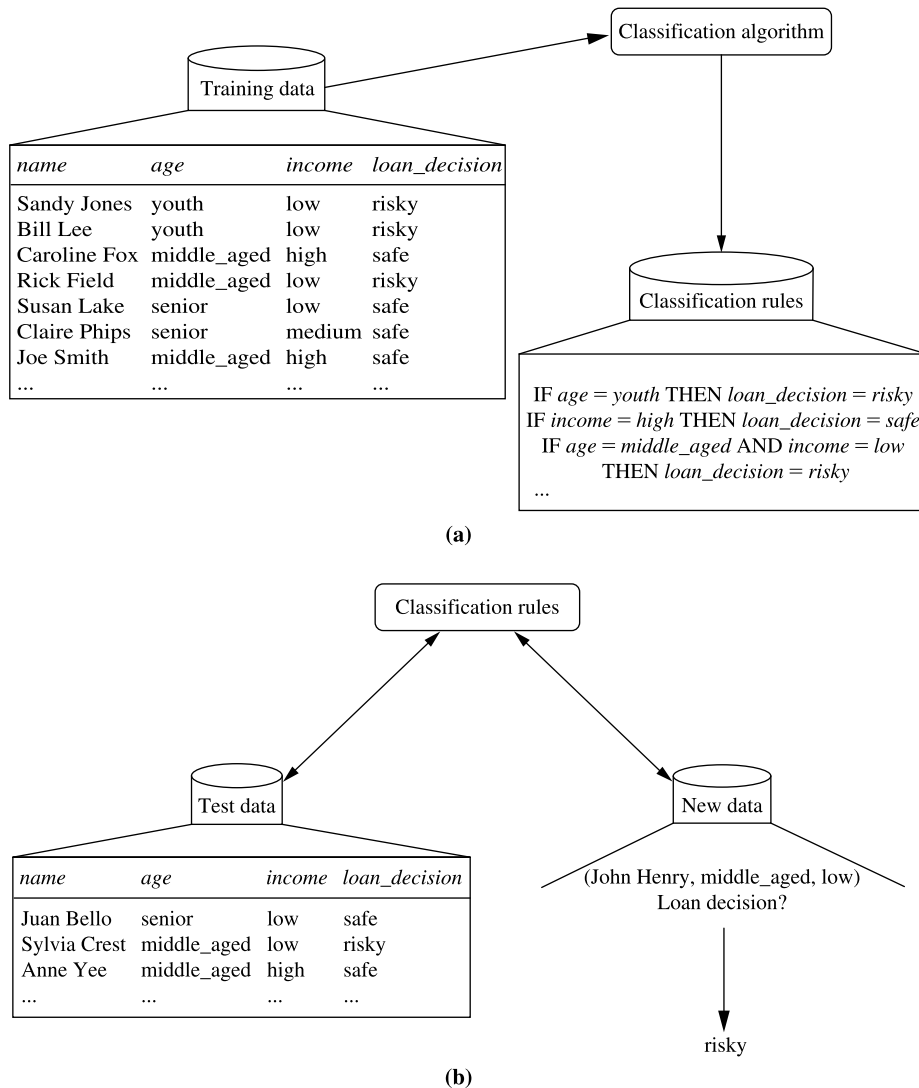 Classification algorithm
Training data
name age income loan_decision
Sandy Jones youth low risky
Bill Lee youth low risky
Caroline Fox middle_aged high safe
Rick Field middle_aged low risky
Susan Lake senior low safe
Claire Phips senior medium safe
Joe Smith middle_aged high safe
... ... ... ...
Classification rules
IF age = youth THEN loan_decision = risky
IF income = high THEN loan_decision = safe
IF age = middle_aged AND income = low
THEN loan_decision = risky
...
(a)
Classification rules
Test data
name age income loan_decision
Juan Bello senior low safe
Sylvia Crest middle_aged low risky
Anne Yee middle_aged high safe
... ... ... ...
New data
(John Henry, middle_aged, low)
Loan decision?
risky
(b)